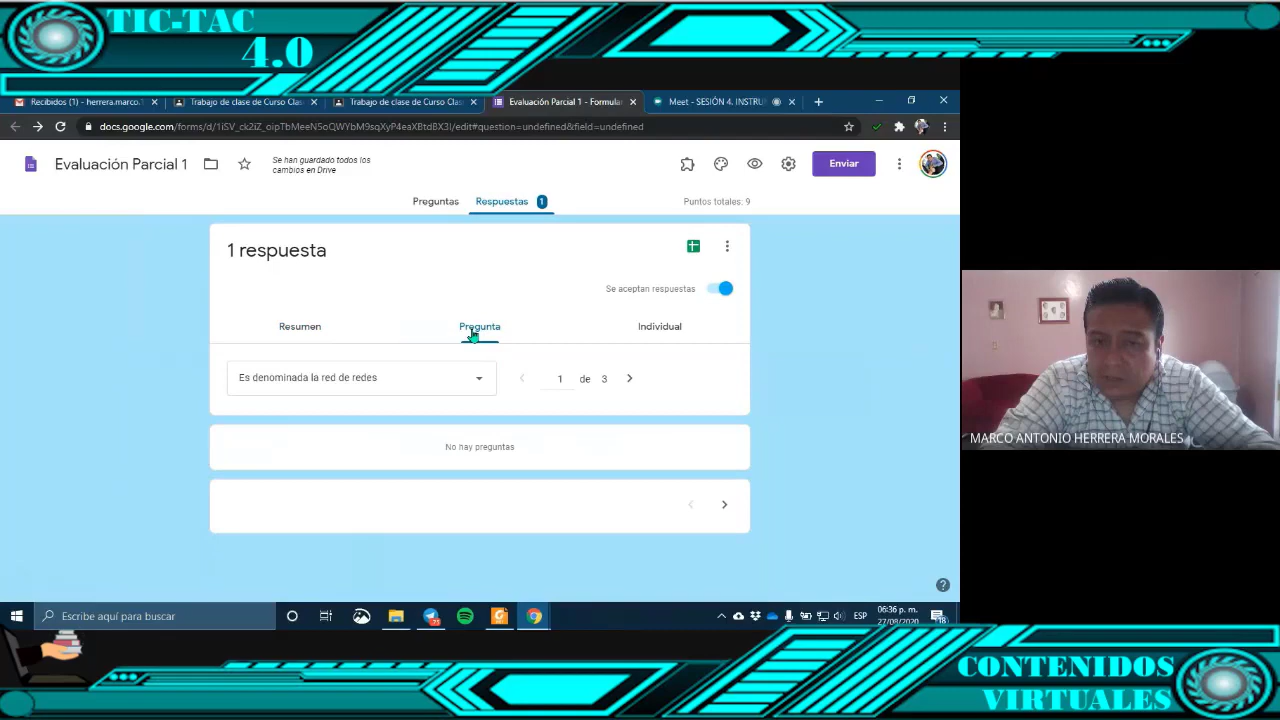 TIC-TAC
4.0
Recibidos (1) - herrera.marco.1
Trabajo de clase de Curso Clas
Trabajo de clase de Curso Clas
Evaluación Parcial 1 - Formular
Meet - SESIÓN 4. INSTRU
docs.google.com/forms/d/1iSV_ck2iZ_oipTbMeeN5oQWYbM9sqXyP4eaXBtdBX3I/edit#question=undefined&field=undefined
Evaluación Parcial 1
Se han guardado todos los
cambios en Drive
Enviar
Preguntas
Respuestas 1
Puntos totales: 9
1 respuesta
Se aceptan respuestas
Resumen
Pregunta
Individual
Es denominada la red de redes
1 de 3
No hay preguntas
MARCO ANTONIO HERRERA MORALES
Escribe aquí para buscar
ESP
06:36 p. m.
27/08/2020
CONTENIDOS
VIRTUALES